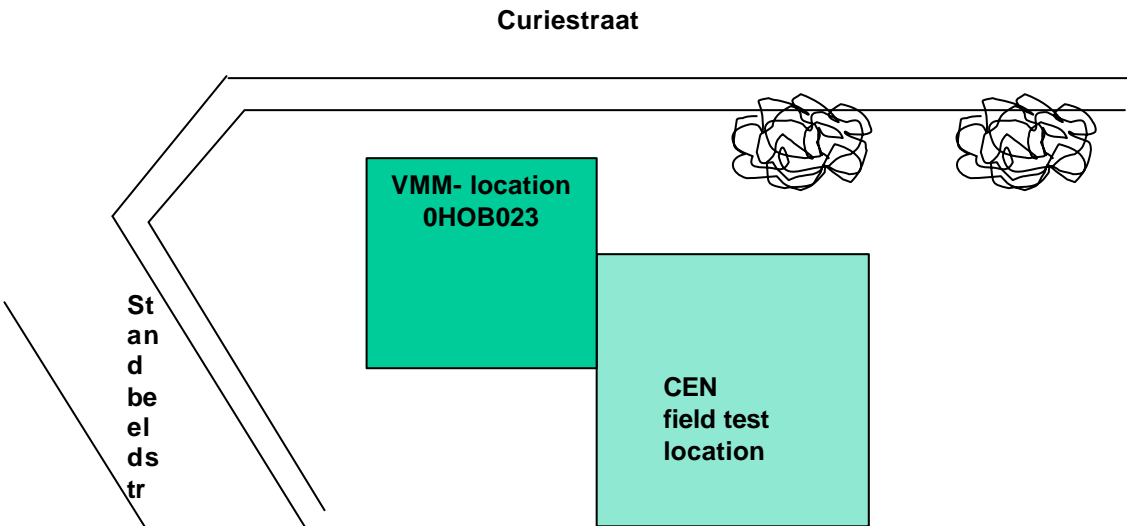 Curiestraat
VMM- location
0HOB023
St
an
d
be
el
ds
tr
CEN
field test
location